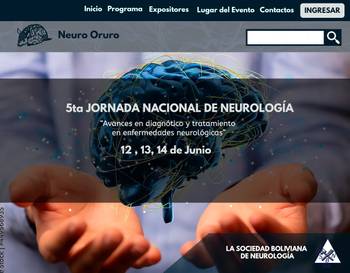 Inicio Programa Expositores Lugar del Evento Contactos INGRESAR
Neuro Oruro
5ta JORNADA NACIONAL DE NEUROLOGÍA
"Avances en diagnóstico y tratamiento
en enfermedades neurológicas"
12 , 13, 14 de Junio
LA SOCIEDAD BOLIVIANA
DE NEUROLOGÍA